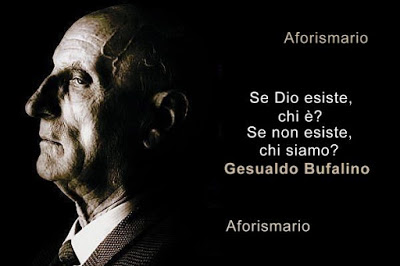 Aforismario
Se Dio esiste,
chi è?
Se non esiste,
chi siamo?
Gesualdo Bufalino
Aforismario